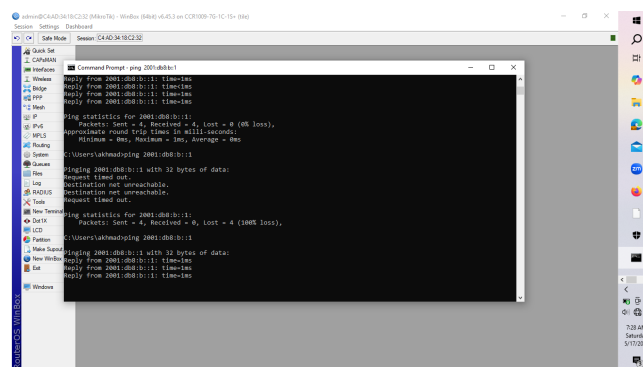 admin@C4:AD:34:18:C2:32 (MikroTik) - WinBox (64bit) v6.45.3 on CCR1009-7G-1C-1S+ (tile)
Session Settings Dashboard
Safe Mode Session: C4:AD:34:18:C2:32
Quick Set
CAPsMAN
Interfaces
Wireless
Bridge
PPP
Mesh
IP
IPv6
MPLS
Routing
System
Queues
Files
Log
RADIUS
Tools
New Terminal
Dot1X
LCD
Partition
Make Supout
New WinBox
Exit
Windows
RouterOS WinBox
Command Prompt - ping 2001:db8:b::1
Reply from 2001:db8:b::1: time=1ms
Reply from 2001:db8:b::1: time<1ms
Reply from 2001:db8:b::1: time=1ms
Reply from 2001:db8:b::1: time=1ms
Ping statistics for 2001:db8:b::1:
Packets: Sent = 4, Received = 4, Lost = 0 (0% loss),
Approximate round trip times in milli-seconds:
Minimum = 0ms, Maximum = 1ms, Average = 0ms
C:\Users\akhmad>ping 2001:db8:b::1
Pinging 2001:db8:b::1 with 32 bytes of data:
Request timed out.
Destination net unreachable.
Destination net unreachable.
Request timed out.
Ping statistics for 2001:db8:b::1:
Packets: Sent = 4, Received = 0, Lost = 4 (100% loss),
C:\Users\akhmad>ping 2001:db8:b::1
Pinging 2001:db8:b::1 with 32 bytes of data:
Reply from 2001:db8:b::1: time=1ms
Reply from 2001:db8:b::1: time=1ms
Reply from 2001:db8:b::1: time=1ms
zm
7:28 AM
Saturda
5/17/20